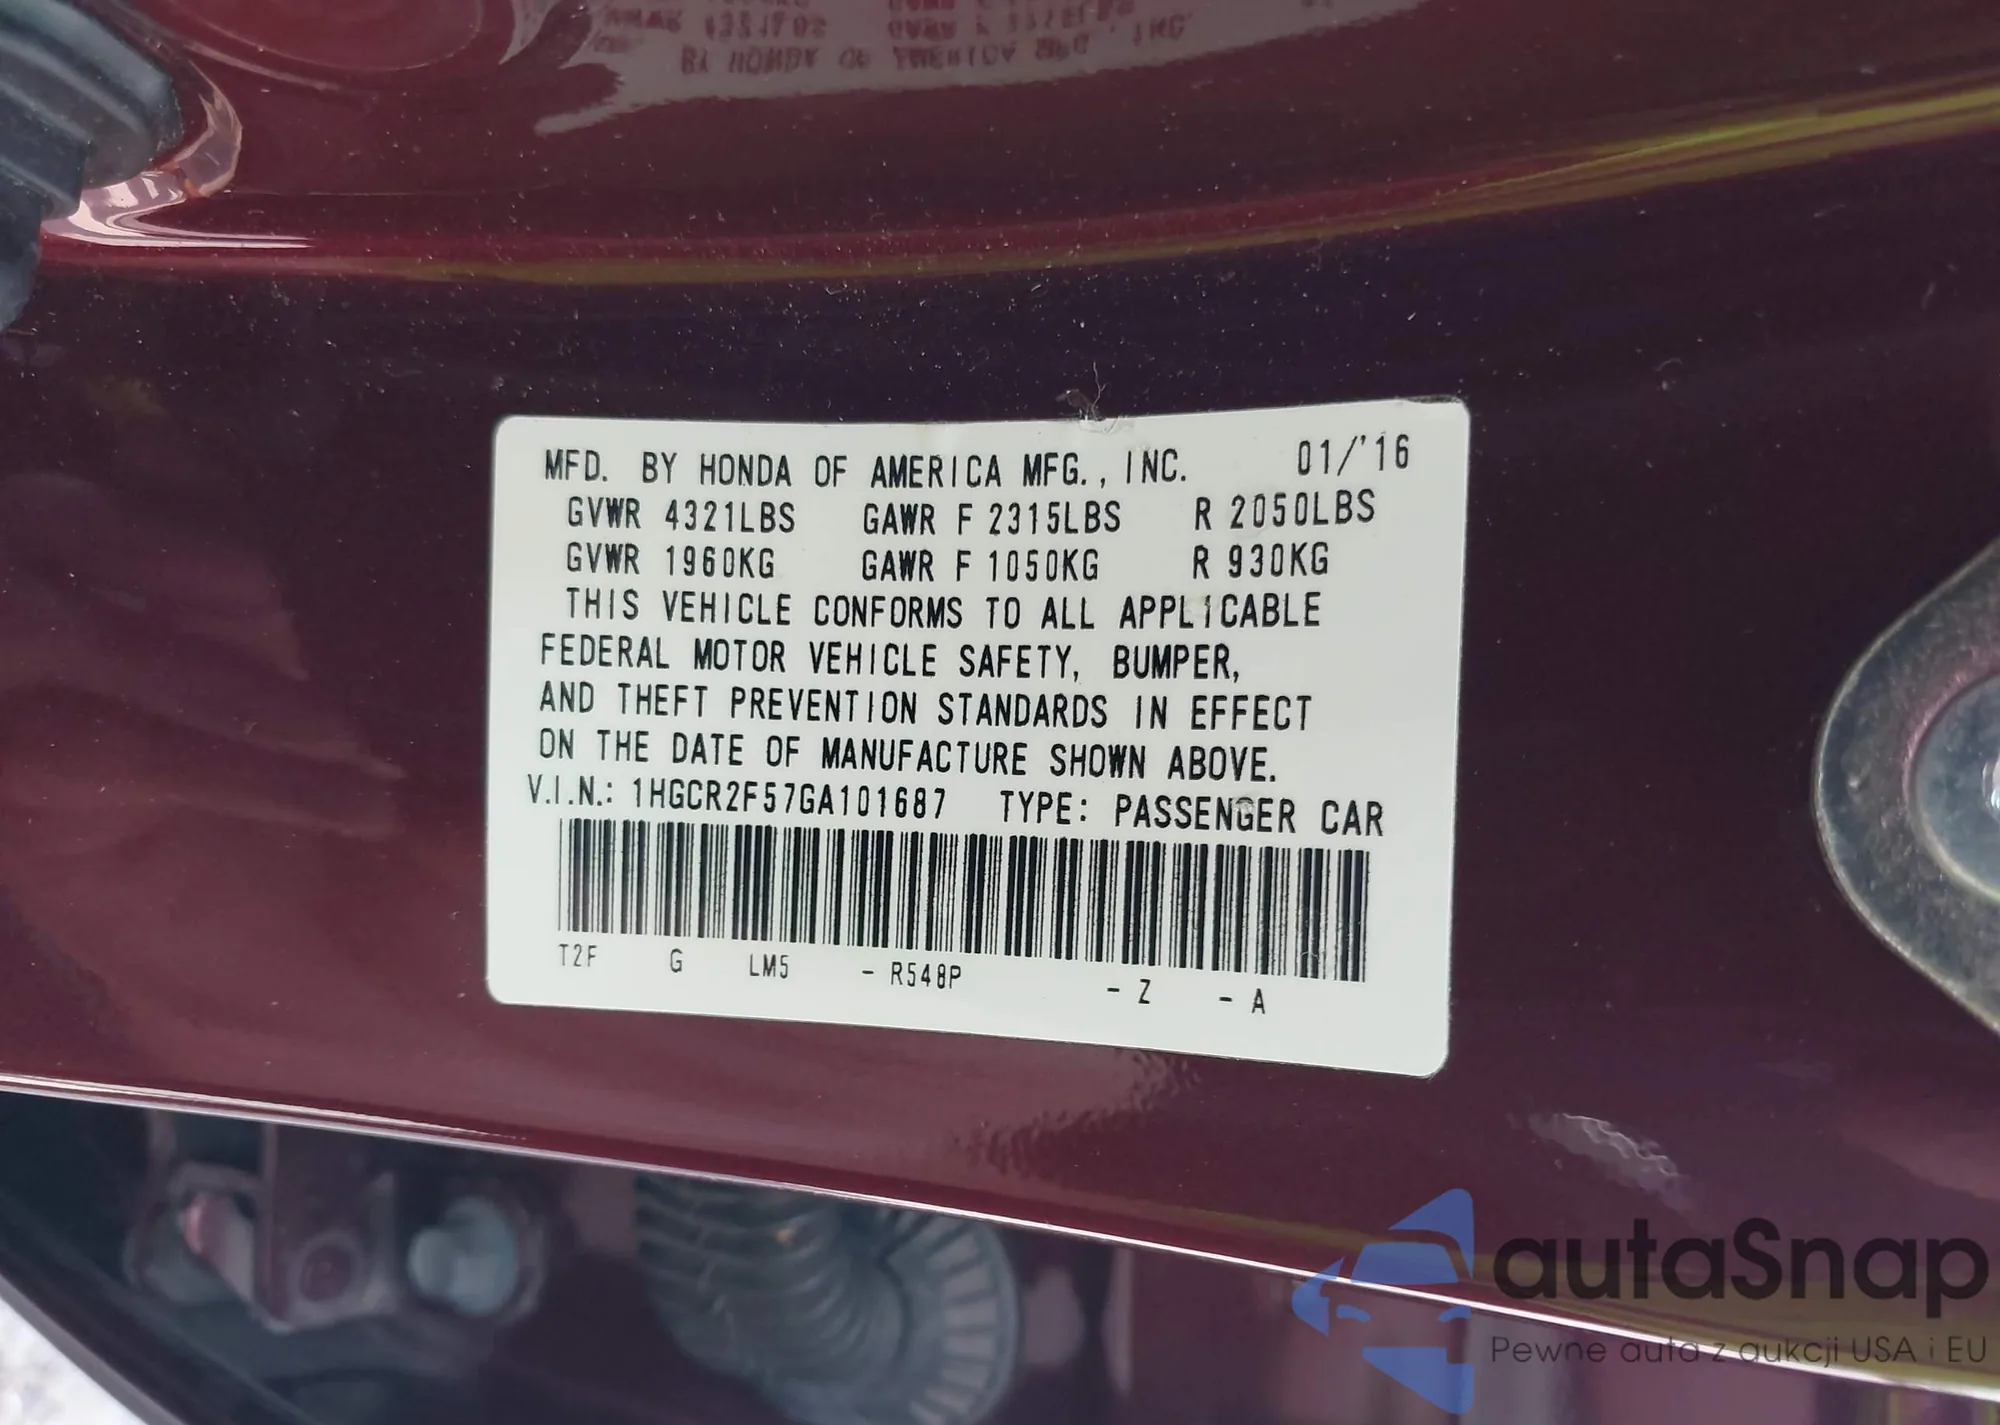 MFD. BY HONDA OF AMERICA MFG., INC. 01/'16
GVWR 4321LBS GAWR F 2315LBS R 2050LBS
GVWR 1960KG GAWR F 1050KG R 930KG
THIS VEHICLE CONFORMS TO ALL APPLICABLE
FEDERAL MOTOR VEHICLE SAFETY, BUMPER,
AND THEFT PREVENTION STANDARDS IN EFFECT
ON THE DATE OF MANUFACTURE SHOWN ABOVE.
V.I.N.: 1HGCR2F57GA101687 TYPE: PASSENGER CAR
T2F G LM5 - R548P - Z - A
autaSnap
Pewne auta z aukcji USA i EU